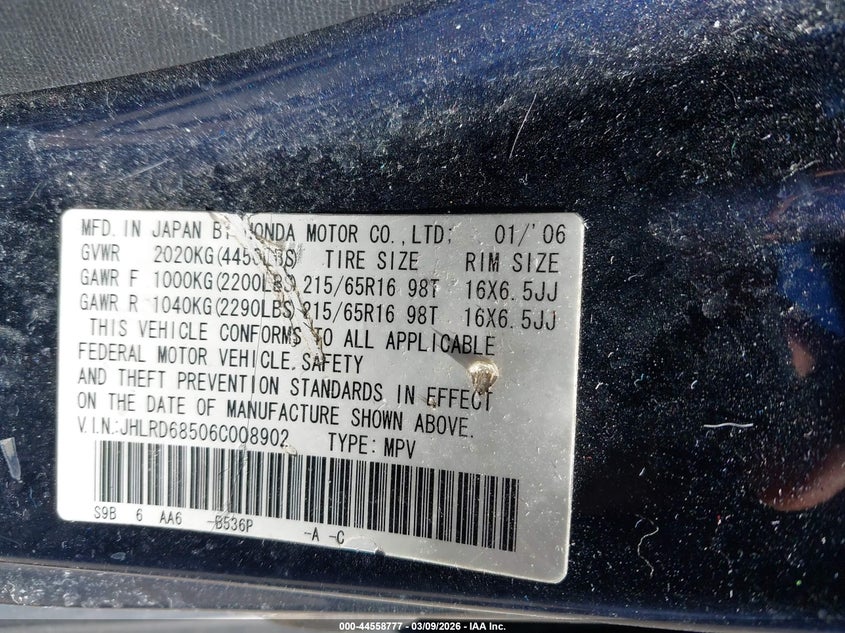 MFD. IN JAPAN BY HONDA MOTOR CO.,LTD; 01/'06
GVWR 2020KG(4450LBS) TIRE SIZE RIM SIZE
GAWR F 1000KG(2200LBS) 215/65R16 98T 16X6.5JJ
GAWR R 1040KG(2290LBS) 215/65R16 98T 16X6.5JJ
THIS VEHICLE CONFORMS TO ALL APPLICABLE
FEDERAL MOTOR VEHICLE SAFETY
AND THEFT PREVENTION STANDARDS IN EFFECT
ON THE DATE OF MANUFACTURE SHOWN ABOVE.
V.I.N:JHLRD68506C008902 TYPE: MPV
S9B 6 AA6 -B536P -A -C
000-44558777 — 03/09/2026 - IAA Inc.